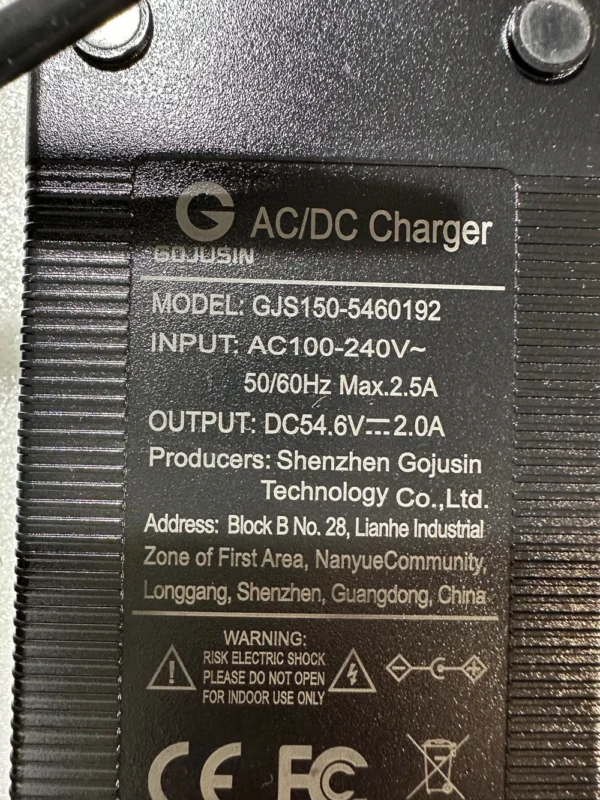 G AC/DC Charger
GOJUSIN
MODEL: GJS150-5460192
INPUT: AC100-240V~
50/60Hz Max.2.5A
OUTPUT: DC54.6V⎓2.0A
Producers: Shenzhen Gojusin
Technology Co.,Ltd.
Address: Block B No. 28, Lianhe Industrial
Zone of First Area, NanyueCommunity,
Longgang, Shenzhen, Guangdong, China
WARNING:
RISK ELECTRIC SHOCK
PLEASE DO NOT OPEN
FOR INDOOR USE ONLY
CE FC